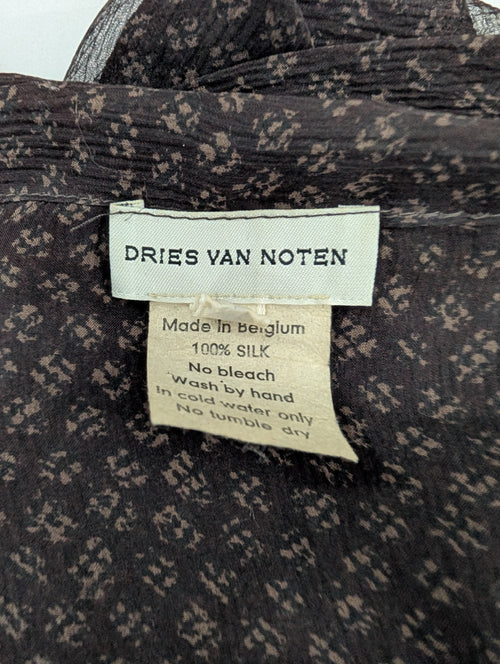 DRIES VAN NOTEN
Made in Belgium
100% SILK
No bleach
Wash by hand
In cold water only
No tumble dry